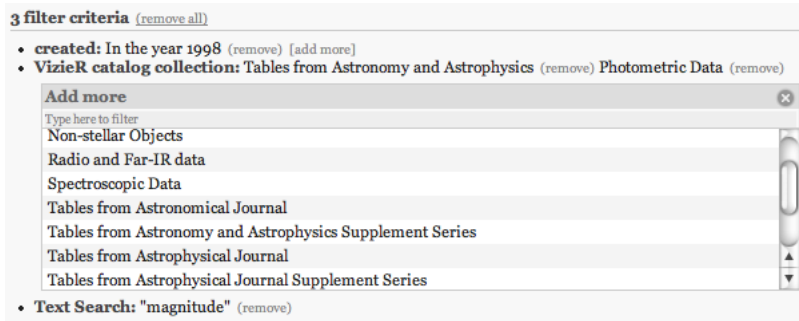 3 filter criteria (remove all)
• created: In the year 1998 (remove) [add more]
• VizieR catalog collection: Tables from Astronomy and Astrophysics (remove) Photometric Data (remove)
Add more
Type here to filter
Non-stellar Objects
Radio and Far-IR data
Spectroscopic Data
Tables from Astronomical Journal
Tables from Astronomy and Astrophysics Supplement Series
Tables from Astrophysical Journal
Tables from Astrophysical Journal Supplement Series
• Text Search: "magnitude" (remove)